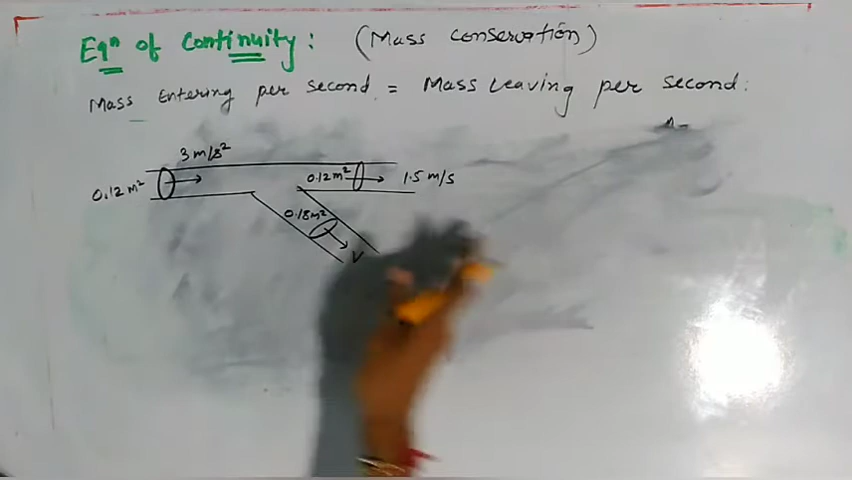 Eqⁿ of Continuity : (Mass conservation)
Mass Entering per second = Mass Leaving per second.
3 m/s²
0.12 m² 0.12 m² 1.5 m/s
0.18 m²
V